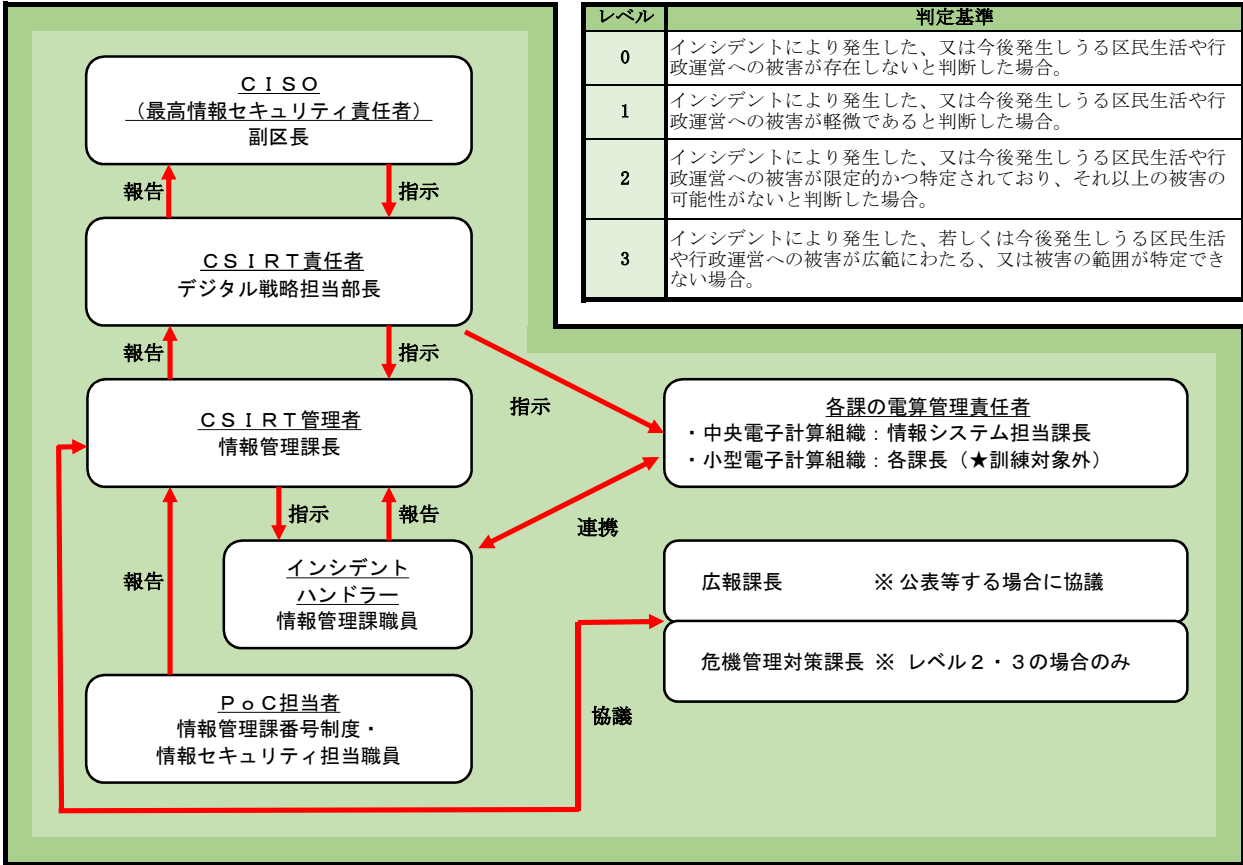 レベル 判定基準
0 インシデントにより発生した、又は今後発生しうる区民生活や行
政運営への被害が存在しないと判断した場合。
1 インシデントにより発生した、又は今後発生しうる区民生活や行
政運営への被害が軽微であると判断した場合。
2 インシデントにより発生した、又は今後発生しうる区民生活や行
政運営への被害が限定的かつ特定されており、それ以上の被害の
可能性がないと判断した場合。
3 インシデントにより発生した、若しくは今後発生しうる区民生活
や行政運営への被害が広範にわたる、又は被害の範囲が特定でき
ない場合。
ＣＩＳＯ
（最高情報セキュリティ責任者）
副区長
報告 指示
ＣＳＩＲＴ責任者
デジタル戦略担当部長
報告 指示
指示
ＣＳＩＲＴ管理者
情報管理課長
各課の電算管理責任者
・中央電子計算組織：情報システム担当課長
・小型電子計算組織：各課長（★訓練対象外）
指示 報告
連携
報告
インシデント
ハンドラー
情報管理課職員
広報課長 ※ 公表等する場合に協議
危機管理対策課長 ※ レベル２・３の場合のみ
協議
ＰｏＣ担当者
情報管理課番号制度・
情報セキュリティ担当職員